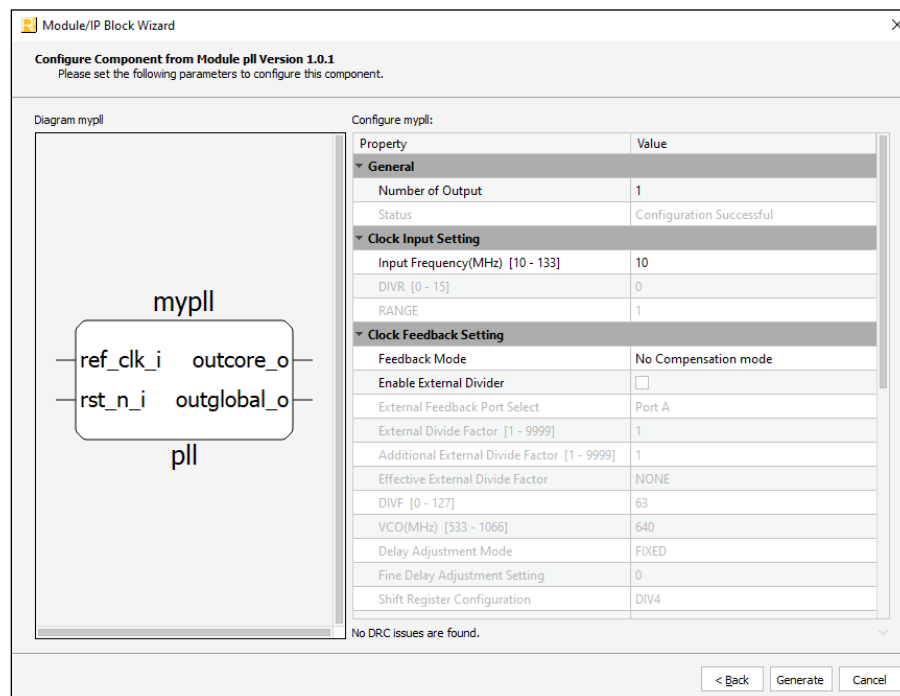 Module/IP Block Wizard
Configure Component from Module pll Version 1.0.1
Please set the following parameters to configure this component.
Diagram mypll
mypll
ref_clk_i outcore_o
rst_n_i outglobal_o
pll
Configure mypll:
Property Value
General
Number of Output 1
Status Configuration Successful
Clock Input Setting
Input Frequency(MHz) [10 - 133] 10
DIVR [0 - 15] 0
RANGE 1
Clock Feedback Setting
Feedback Mode No Compensation mode
Enable External Divider
External Feedback Port Select Port A
External Divide Factor [1 - 9999] 1
Additional External Divide Factor [1 - 9999] 1
Effective External Divide Factor NONE
DIVF [0 - 127] 63
VCO(MHz) [533 - 1066] 640
Delay Adjustment Mode FIXED
Fine Delay Adjustment Setting 0
Shift Register Configuration DIV4
No DRC issues are found.
< Back Generate Cancel